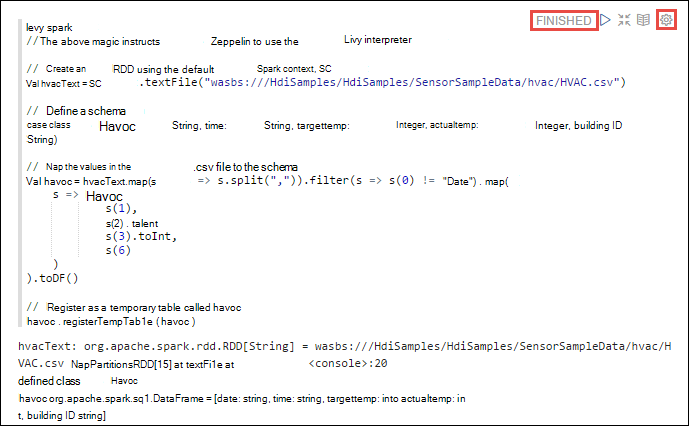 FINISHED
levy spark
//The above magic instructs Zeppelin to use the Livy interpreter
// Create an RDD using the default Spark context, SC
Val hvacText = SC .textFile("wasbs:///HdiSamples/HdiSamples/SensorSampleData/hvac/HVAC.csv")
// Define a schema
case class Havoc String, time: String, targettemp: Integer, actualtemp: Integer, building ID
String)
// Nap the values in the .csv file to the schema
Val havoc = hvacText.map(s => s.split(",")).filter(s => s(0) != "Date") . map(
s => Havoc
s(1),
s(2) . talent
s(3).toInt,
s(6)
)
).toDF()
// Register as a temporary table called havoc
havoc . registerTempTab1e ( havoc )
hvacText: org.apache.spark.rdd.RDD[String] = wasbs:///HdiSamples/HdiSamples/SensorSampleData/hvac/H
VAC.csv NapPartitionsRDD[15] at textFi1e at <console>:20
defined class Havoc
havoc org.apache.spark.sq1.DataFrame = [date: string, time: string, targettemp: into actualtemp: in
t, building ID string]